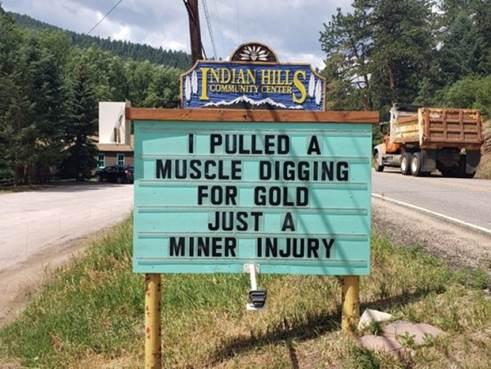 INDIAN HILLS
COMMUNITY CENTER
I PULLED A
MUSCLE DIGGING
FOR GOLD
JUST A
MINER INJURY